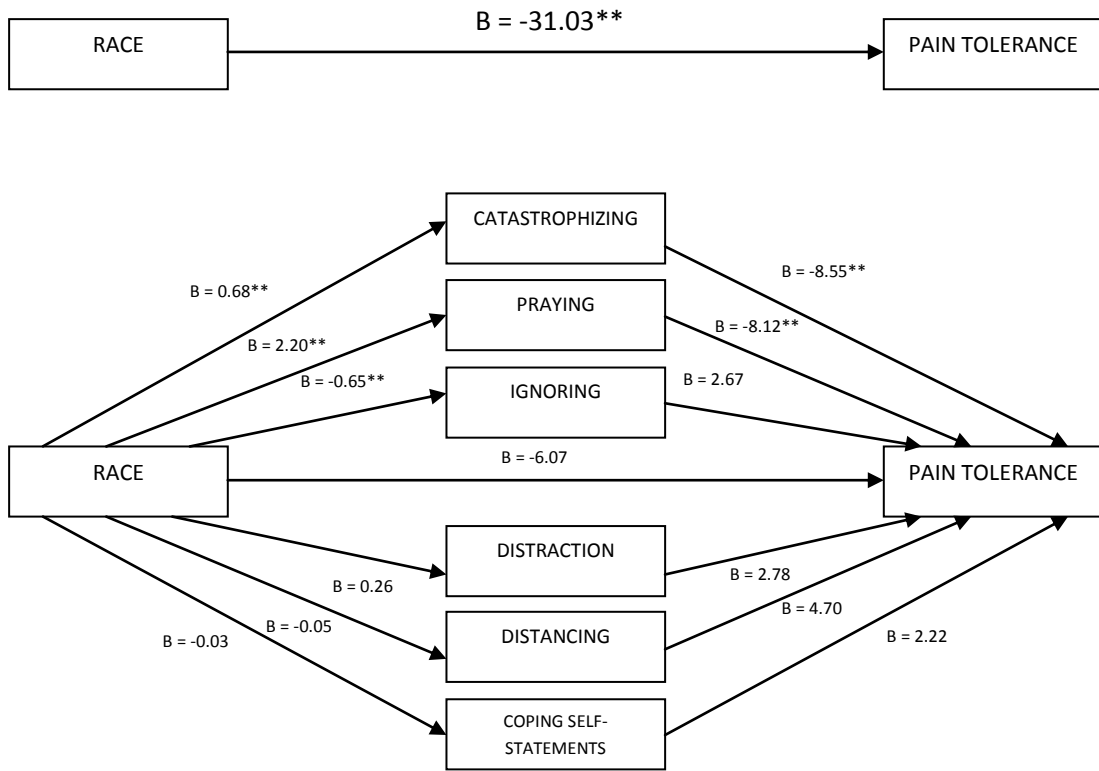 B = -31.03**
RACE
PAIN TOLERANCE
CATASTROPHIZING
B = -8.55**
B = 0.68**
PRAYING
B = -8.12**
B = 2.20**
B = -0.65**
IGNORING
B = 2.67
B = -6.07
RACE
PAIN TOLERANCE
DISTRACTION
B = 2.78
B = 0.26
B = 4.70
B = -0.05
B = -0.03
DISTANCING
B = 2.22
COPING SELF-
STATEMENTS